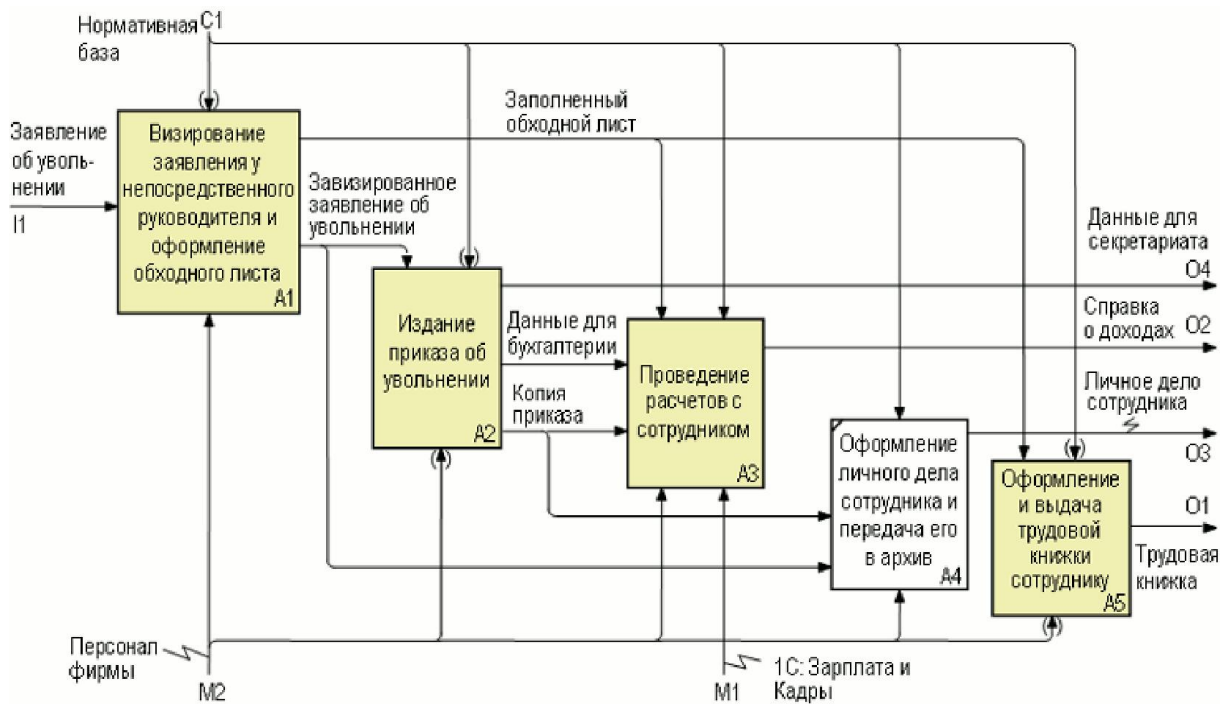 Нормативная
база
C1
Заявление
об уволь-
нении
I1
Визирование
заявления у
непосредственного
руководителя и
оформление
обходного листа
A1
Заполненный
обходной лист
Завизированное
заявление об
увольнении
Издание
приказа об
увольнении
A2
Данные для
бухгалтерии
Копия
приказа
Проведение
расчетов с
сотрудником
A3
Оформление
личного дела
сотрудника и
передача его
в архив
A4
Оформление
и выдача
трудовой
книжки
сотруднику
A5
Данные для
секретариата
O4
Справка
о доходах
O2
Личное дело
сотрудника
O3
O1
Трудовая
книжка
Персонал
фирмы
M2
M1
1С: Зарплата и
Кадры